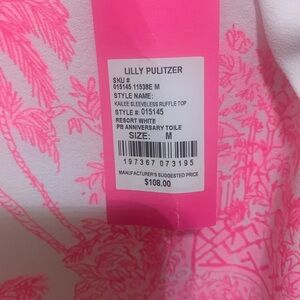 LILLY PULITZER
SKU #
015145 11538E M
STYLE NAME:
KAILEE SLEEVELESS RUFFLE TOP
STYLE #: 015145
RESORT WHITE
PB ANNIVERSARY TOILE
SIZE: M
197367 073195
MANUFACTURER'S SUGGESTED PRICE
$108.00